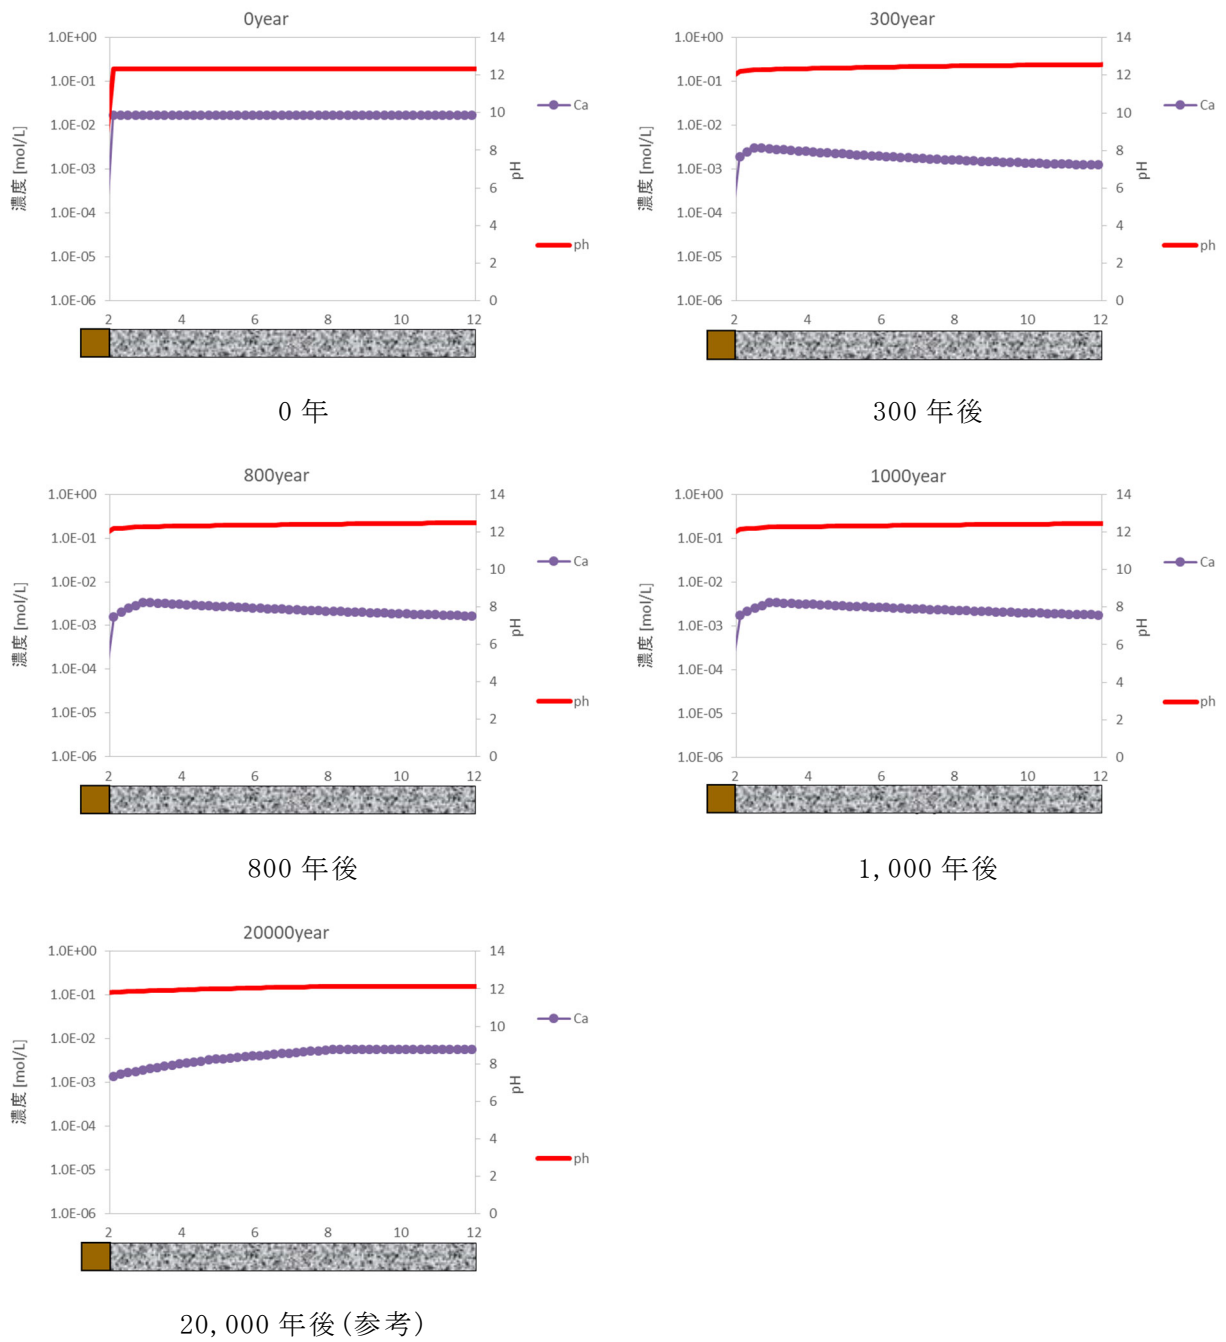 0year
1.0E+00
1.0E-01
1.0E-02
1.0E-03
1.0E-04
1.0E-05
1.0E-06
濃度 [mol/L]
14
12
10
8
6
4
2
0
pH
Ca
ph
2 4 6 8 10 12
0 年
300year
1.0E+00
1.0E-01
1.0E-02
1.0E-03
1.0E-04
1.0E-05
1.0E-06
濃度 [mol/L]
14
12
10
8
6
4
2
0
pH
Ca
ph
2 4 6 8 10 12
300 年後
800year
1.0E+00
1.0E-01
1.0E-02
1.0E-03
1.0E-04
1.0E-05
1.0E-06
濃度 [mol/L]
14
12
10
8
6
4
2
0
pH
Ca
ph
2 4 6 8 10 12
800 年後
1000year
1.0E+00
1.0E-01
1.0E-02
1.0E-03
1.0E-04
1.0E-05
1.0E-06
濃度 [mol/L]
14
12
10
8
6
4
2
0
pH
Ca
ph
2 4 6 8 10 12
1,000 年後
20000year
1.0E+00
1.0E-01
1.0E-02
1.0E-03
1.0E-04
1.0E-05
1.0E-06
濃度 [mol/L]
14
12
10
8
6
4
2
0
pH
Ca
ph
2 4 6 8 10 12
20,000 年後(参考)